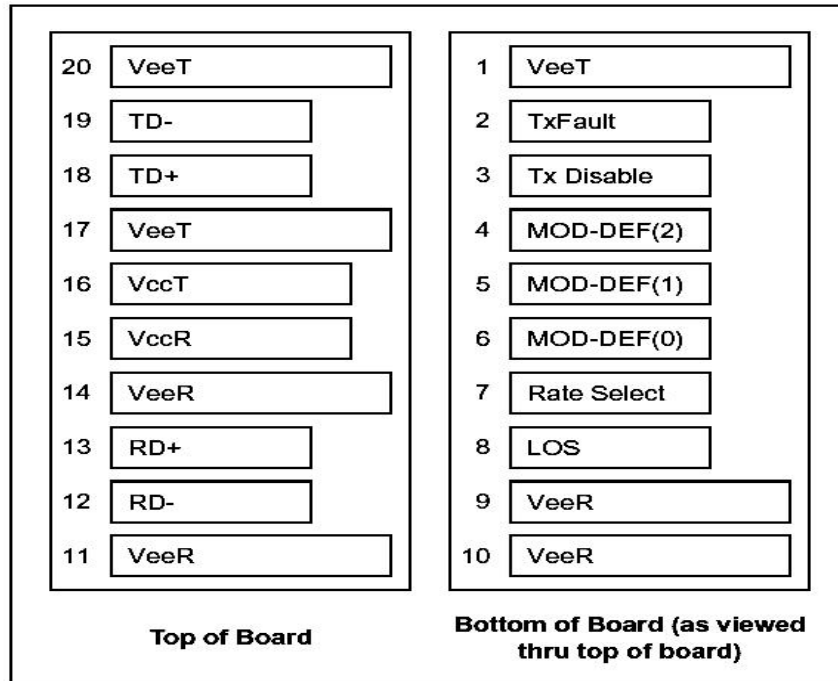 20 VeeT
19 TD-
18 TD+
17 VeeT
16 VccT
15 VccR
14 VeeR
13 RD+
12 RD-
11 VeeR
Top of Board
1 VeeT
2 TxFault
3 Tx Disable
4 MOD-DEF(2)
5 MOD-DEF(1)
6 MOD-DEF(0)
7 Rate Select
8 LOS
9 VeeR
10 VeeR
Bottom of Board (as viewed
thru top of board)